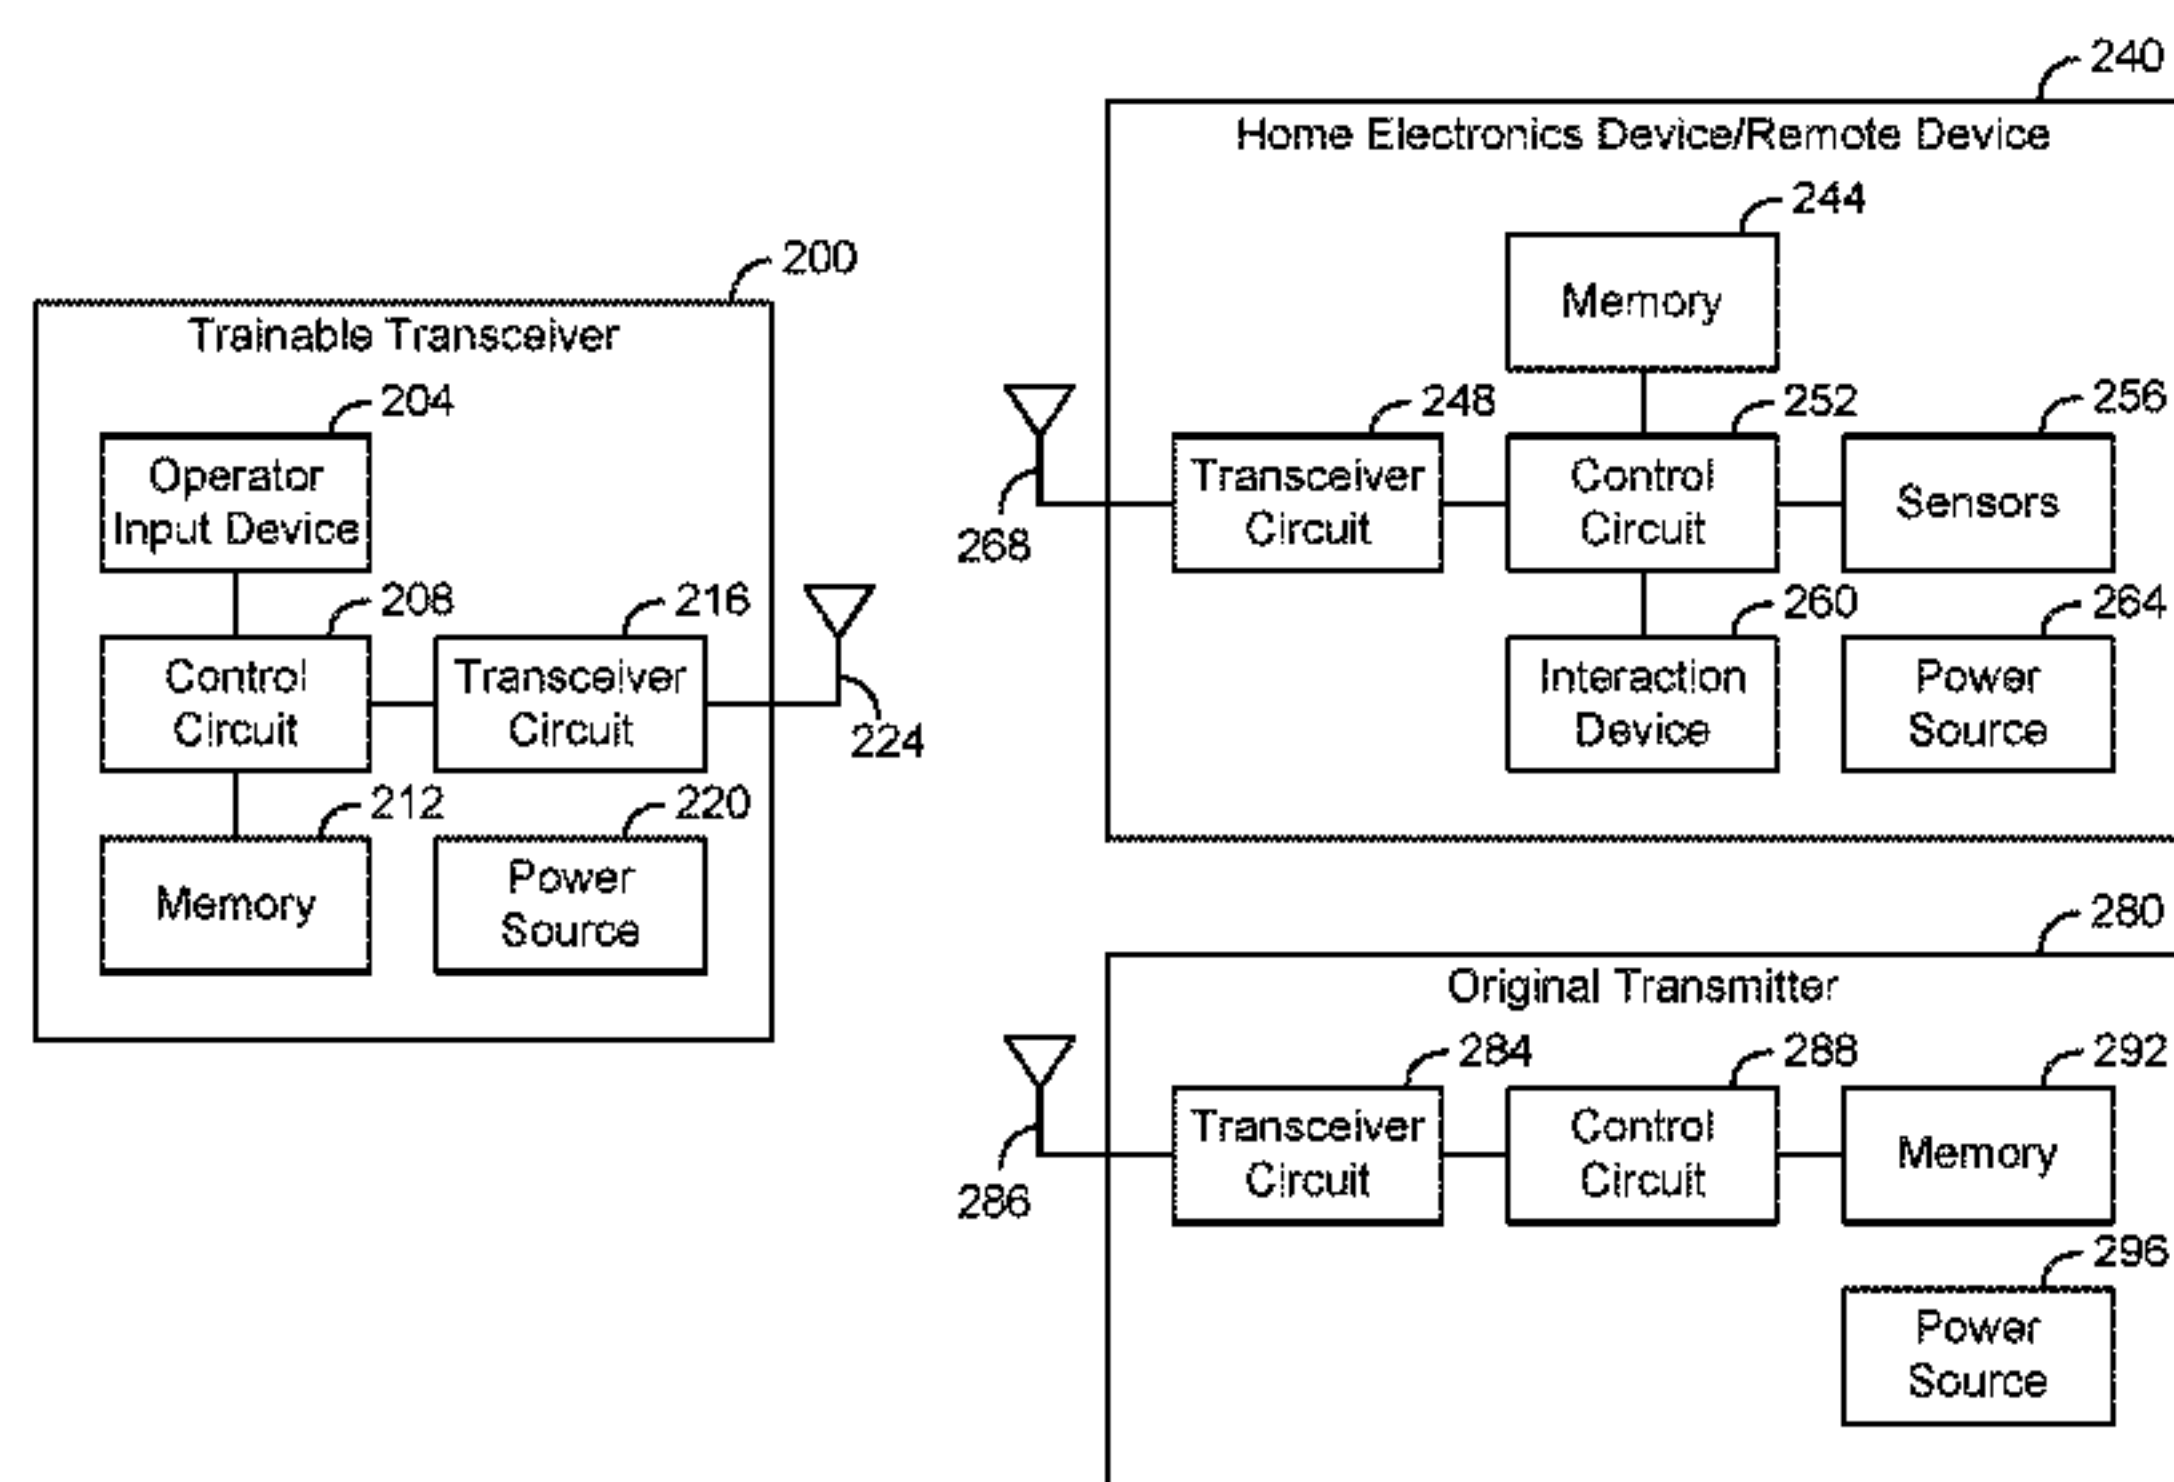 240
Home Electronics Device/Remote Device
244
Memory
248
Transceiver
Circuit
252
Control
Circuit
256
Sensors
268
260
Interaction
Device
264
Power
Source
200
Trainable Transceiver
204
Operator
Input Device
208
Control
Circuit
216
Transceiver
Circuit
224
212
Memory
220
Power
Source
280
Original Transmitter
284
Transceiver
Circuit
288
Control
Circuit
292
Memory
286
296
Power
Source